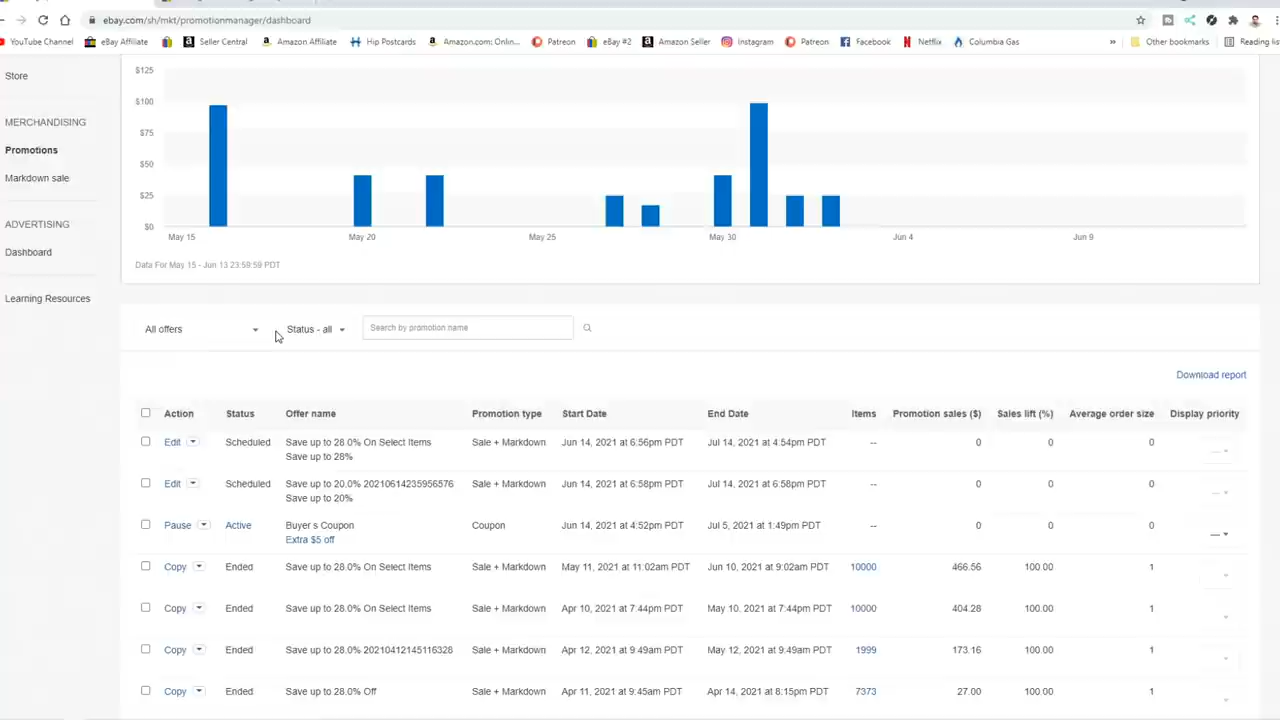 ebay.com/sh/mkt/promotionmanager/dashboard
YouTube Channel eBay Affiliate Seller Central Amazon Affiliate Hip Postcards Amazon.com: Onlin... Patreon eBay #2 Amazon Seller Instagram Patreon Facebook Netflix Columbia Gas » Other bookmarks Reading list
Store
MERCHANDISING
Promotions
Markdown sale
ADVERTISING
Dashboard
Learning Resources
$125
$100
$75
$50
$25
$0
May 15 May 20 May 25 May 30 Jun 4 Jun 9
Data For May 15 - Jun 13 23:59:59 PDT
All offers Status - all Search by promotion name
Download report
Action Status Offer name Promotion type Start Date End Date Items Promotion sales ($) Sales lift (%) Average order size Display priority
Edit Scheduled Save up to 28.0% On Select Items Sale + Markdown Jun 14, 2021 at 6:56pm PDT Jul 14, 2021 at 4:54pm PDT -- 0 0 0 —
Save up to 28%
Edit Scheduled Save up to 20.0% 20210614235956576 Sale + Markdown Jun 14, 2021 at 6:58pm PDT Jul 14, 2021 at 6:58pm PDT -- 0 0 0 —
Save up to 20%
Pause Active Buyer s Coupon Coupon Jun 14, 2021 at 4:52pm PDT Jul 5, 2021 at 1:49pm PDT -- 0 0 0 —
Extra $5 off
Copy Ended Save up to 28.0% On Select Items Sale + Markdown May 11, 2021 at 11:02am PDT Jun 10, 2021 at 9:02am PDT 10000 466.56 100.00 1
Copy Ended Save up to 28.0% On Select Items Sale + Markdown Apr 10, 2021 at 7:44pm PDT May 10, 2021 at 7:44pm PDT 10000 404.28 100.00 1
Copy Ended Save up to 28.0% 20210412145116328 Sale + Markdown Apr 12, 2021 at 9:49am PDT May 12, 2021 at 9:49am PDT 1999 173.16 100.00 1
Copy Ended Save up to 28.0% Off Sale + Markdown Apr 11, 2021 at 9:45am PDT Apr 14, 2021 at 8:15pm PDT 7373 27.00 100.00 1